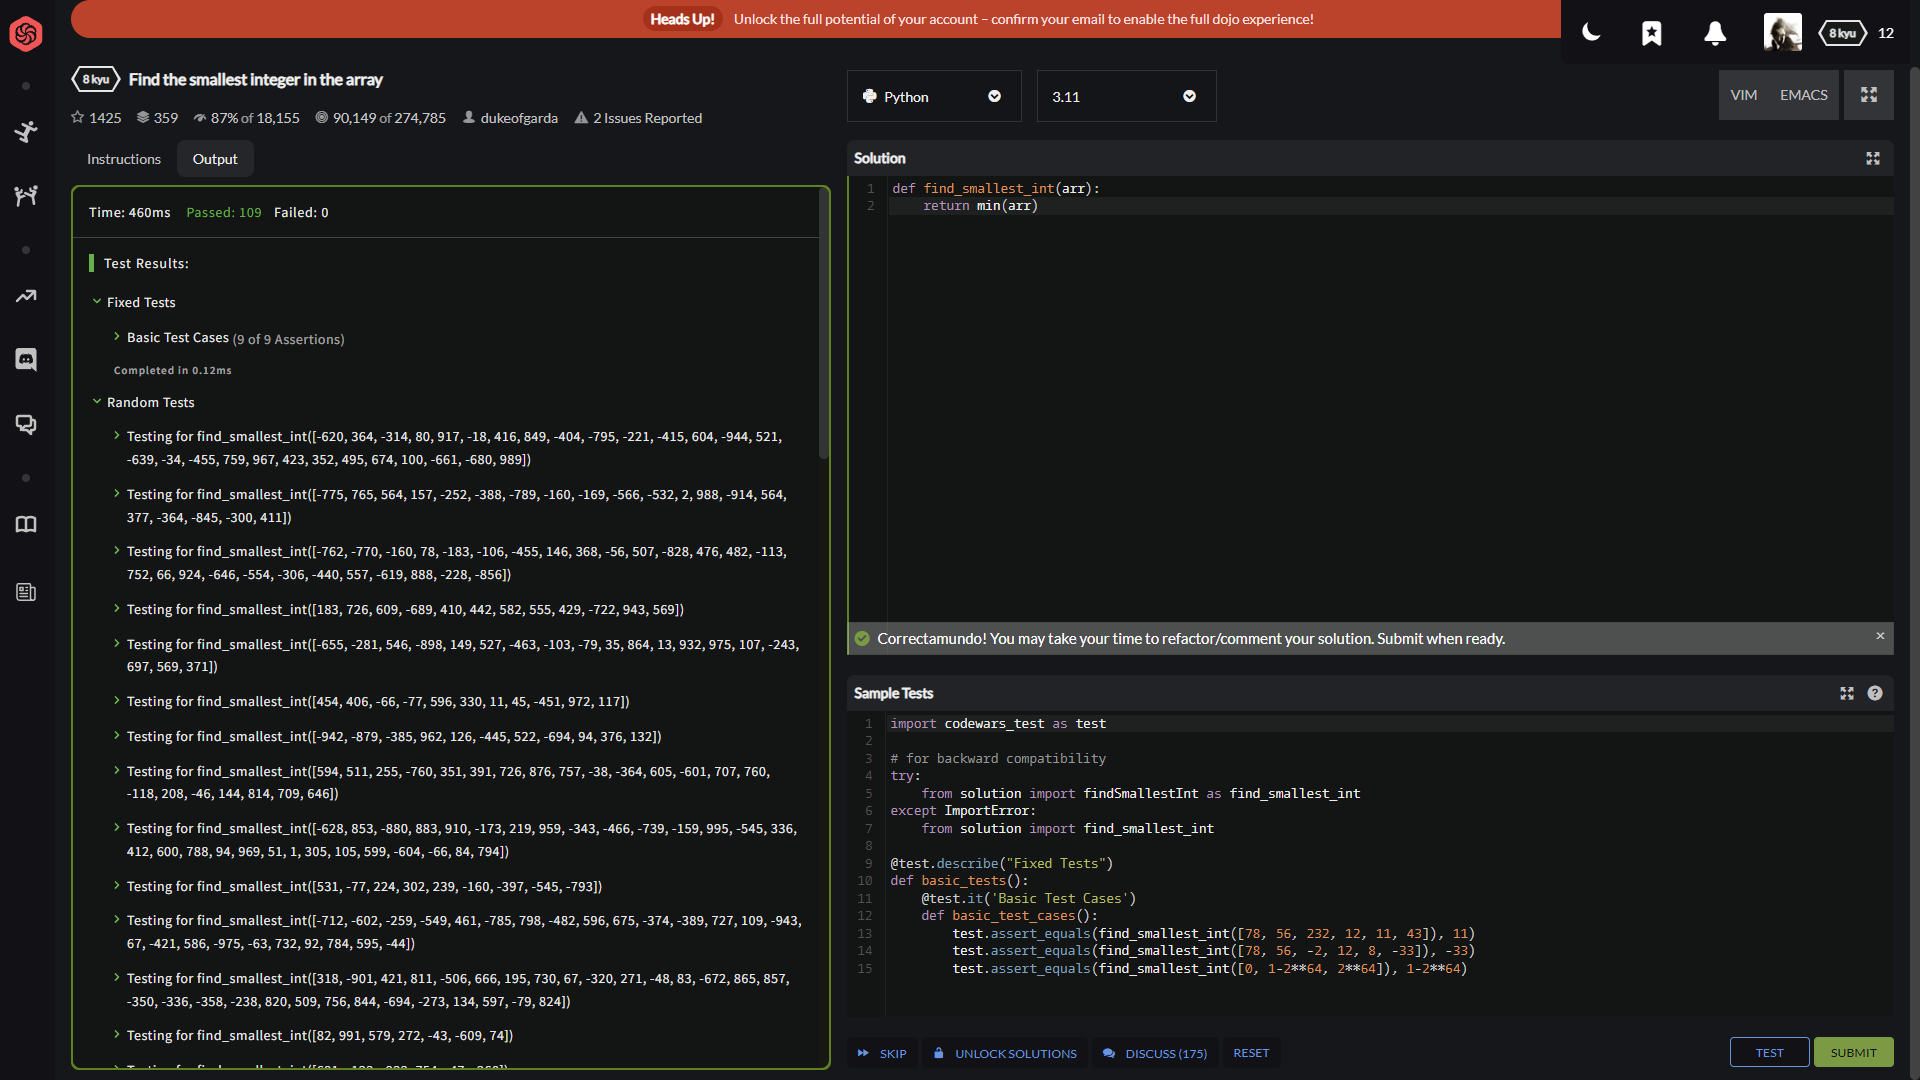 Heads Up! Unlock the full potential of your account – confirm your email to enable the full dojo experience!
8 kyu 12
8 kyu Find the smallest integer in the array
1425 359 87% of 18,155 90,149 of 274,785 dukeofgarda 2 Issues Reported
Instructions Output
Time: 460ms Passed: 109 Failed: 0
Test Results:
Fixed Tests
Basic Test Cases (9 of 9 Assertions)
Completed in 0.12ms
Random Tests
Testing for find_smallest_int([-620, 364, -314, 80, 917, -18, 416, 849, -404, -795, -221, -415, 604, -944, 521,
-639, -34, -455, 759, 967, 423, 352, 495, 674, 100, -661, -680, 989])
Testing for find_smallest_int([-775, 765, 564, 157, -252, -388, -789, -160, -169, -566, -532, 2, 988, -914, 564,
377, -364, -845, -300, 411])
Testing for find_smallest_int([-762, -770, -160, 78, -183, -106, -455, 146, 368, -56, 507, -828, 476, 482, -113,
752, 66, 924, -646, -554, -306, -440, 557, -619, 888, -228, -856])
Testing for find_smallest_int([183, 726, 609, -689, 410, 442, 582, 555, 429, -722, 943, 569])
Testing for find_smallest_int([-655, -281, 546, -898, 149, 527, -463, -103, -79, 35, 864, 13, 932, 975, 107, -243,
697, 569, 371])
Testing for find_smallest_int([454, 406, -66, -77, 596, 330, 11, 45, -451, 972, 117])
Testing for find_smallest_int([-942, -879, -385, 962, 126, -445, 522, -694, 94, 376, 132])
Testing for find_smallest_int([594, 511, 255, -760, 351, 391, 726, 876, 757, -38, -364, 605, -601, 707, 760,
-118, 208, -46, 144, 814, 709, 646])
Testing for find_smallest_int([-628, 853, -880, 883, 910, -173, 219, 959, -343, -466, -739, -159, 995, -545, 336,
412, 600, 788, 94, 969, 51, 1, 305, 105, 599, -604, -66, 84, 794])
Testing for find_smallest_int([531, -77, 224, 302, 239, -160, -397, -545, -793])
Testing for find_smallest_int([-712, -602, -259, -549, 461, -785, 798, -482, 596, 675, -374, -389, 727, 109, -943,
67, -421, 586, -975, -63, 732, 92, 784, 595, -44])
Testing for find_smallest_int([318, -901, 421, 811, -506, 666, 195, 730, 67, -320, 271, -48, 83, -672, 865, 857,
-350, -336, -358, -238, 820, 509, 756, 844, -694, -273, 134, 597, -79, 824])
Testing for find_smallest_int([82, 991, 579, 272, -43, -609, 74])
Python 3.11 VIM EMACS
Solution
1 def find_smallest_int(arr):
2     return min(arr)
Correctamundo! You may take your time to refactor/comment your solution. Submit when ready. ×
Sample Tests ?
1 import codewars_test as test
2
3 # for backward compatibility
4 try:
5     from solution import findSmallestInt as find_smallest_int
6 except ImportError:
7     from solution import find_smallest_int
8
9 @test.describe("Fixed Tests")
10 def basic_tests():
11     @test.it('Basic Test Cases')
12     def basic_test_cases():
13         test.assert_equals(find_smallest_int([78, 56, 232, 12, 11, 43]), 11)
14         test.assert_equals(find_smallest_int([78, 56, -2, 12, 8, -33]), -33)
15         test.assert_equals(find_smallest_int([0, 1-2**64, 2**64]), 1-2**64)
SKIP UNLOCK SOLUTIONS DISCUSS (175) RESET TEST SUBMIT